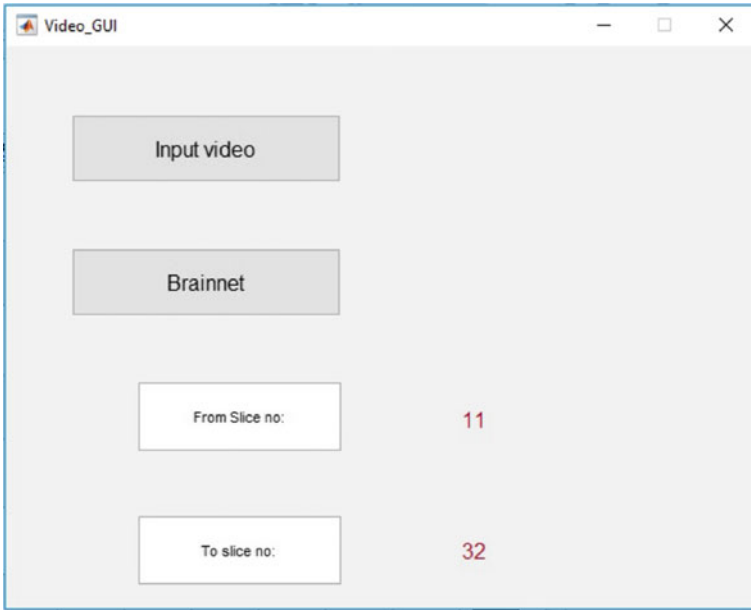 Video_GUI
Input video
Brainnet
From Slice no: 11
To slice no: 32